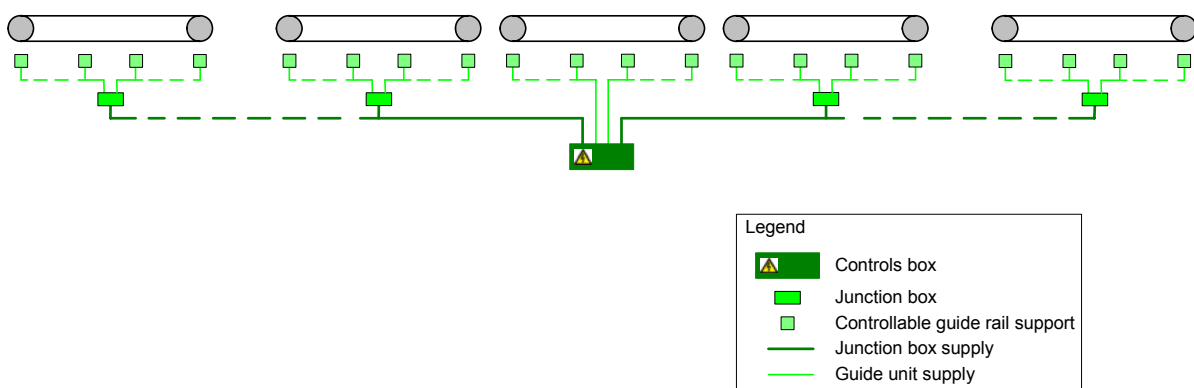 Legend
Controls box
Junction box
Controllable guide rail support
Junction box supply
Guide unit supply